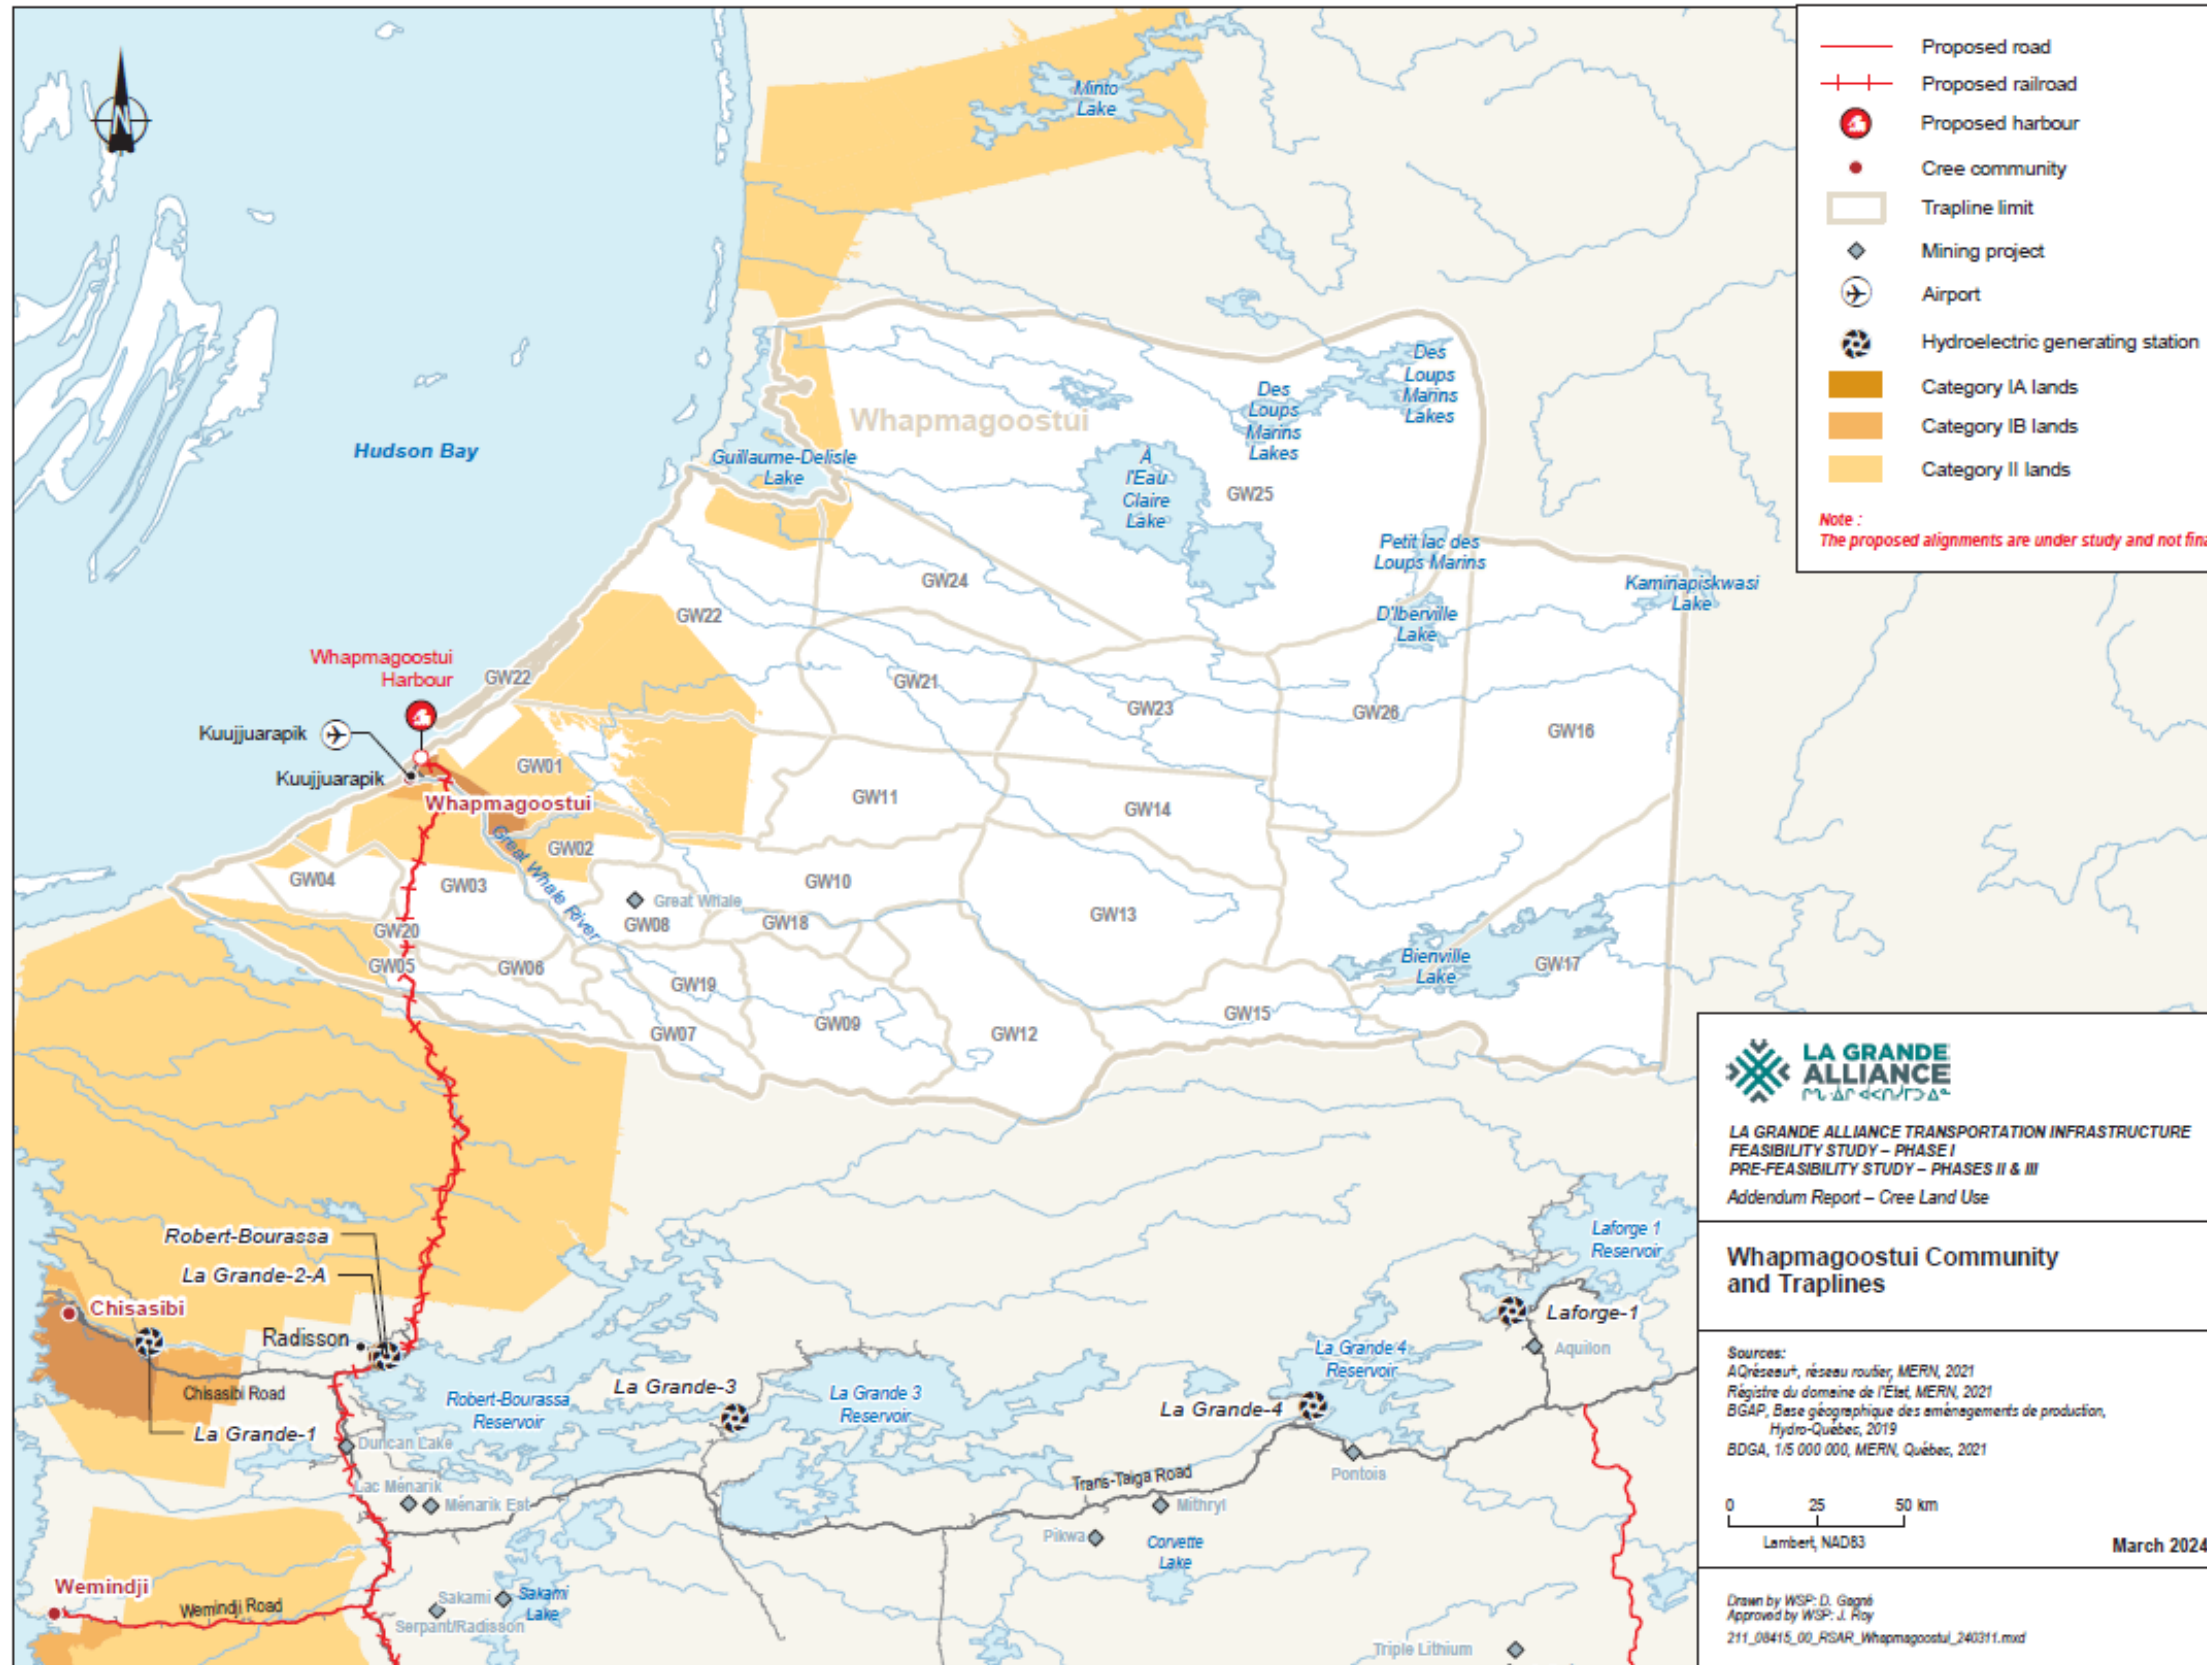 Proposed road
Proposed railroad
Proposed harbour
Cree community
Trapline limit
Mining project
Airport
Hydroelectric generating station
Category IA lands
Category IB lands
Category II lands
Note :
The proposed alignments are under study and not fina
N
Minto
Lake
Hudson Bay
Whapmagoostui
Guillaume-Delisle
Lake
Des
Loups
Marins
Lakes
Des
Loups
Marins
Lakes
À
l'Eau
Claire
Lake
GW25
Petit lac des
Loups Marins
Kaminapiskwasi
Lake
D'Iberville
Lake
GW24
GW22
Whapmagoostui
Harbour
GW22
GW21
GW23
GW26
GW16
Kuujjuarapik
Kuujjuarapik
GW01
Whapmagoostui
GW11
GW14
Great Whale River
GW02
GW04
GW03
GW10
Great Whale
GW08
GW18
GW13
GW20
GW05
GW06
GW19
Bienville
Lake
GW17
GW07
GW09
GW12
GW15
Robert-Bourassa
La Grande-2-A
Chisasibi
Radisson
Chisasibi Road
La Grande-1
Robert-Bourassa
Reservoir
La Grande-3
La Grande 3
Reservoir
La Grande-4
La Grande 4
Reservoir
Laforge 1
Reservoir
Laforge-1
Aquilon
Duncan Lake
Lac Ménarik
Ménarik Est
Trans-Taiga Road
Pontois
Mithryl
Pikwa
Corvette
Lake
Wemindji
Wemindji Road
Sakami
Sakami
Lake
Serpant/Radisson
Triple Lithium
LA GRANDE
ALLIANCE
LA GRANDE ALLIANCE TRANSPORTATION INFRASTRUCTURE
FEASIBILITY STUDY – PHASE I
PRE-FEASIBILITY STUDY – PHASES II & III
Addendum Report – Cree Land Use
Whapmagoostui Community
and Traplines
Sources:
AQréseau+, réseau routier, MERN, 2021
Régistre du domaine de l'État, MERN, 2021
BGAP, Base géographique des aménagements de production,
Hydro-Québec, 2019
BDGA, 1/5 000 000, MERN, Québec, 2021
0 25 50 km
Lambert, NAD83
March 2024
Drawn by WSP: D. Gagné
Approved by WSP: J. Roy
211_08415_00_RSAR_Whapmagoostui_240311.mxd